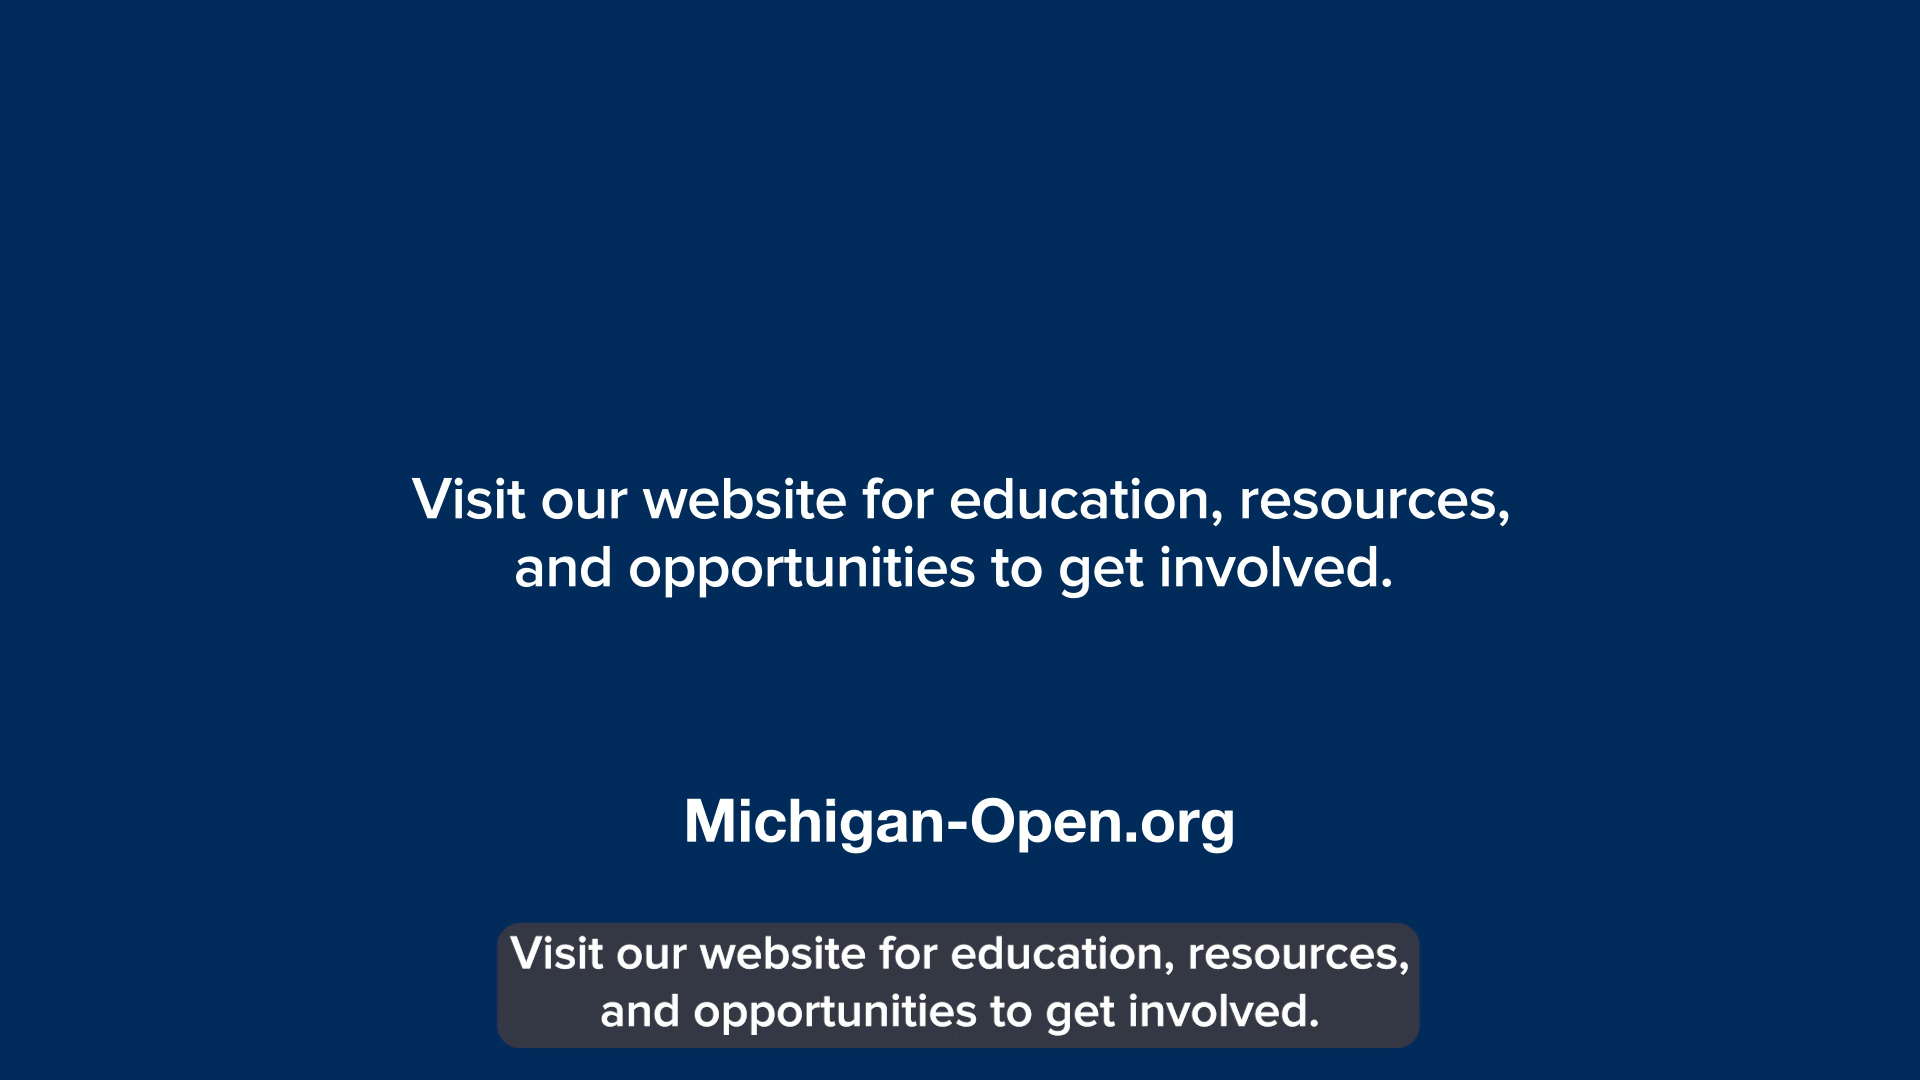 Visit our website for education, resources,
and opportunities to get involved.
Michigan-Open.org
Visit our website for education, resources,
and opportunities to get involved.